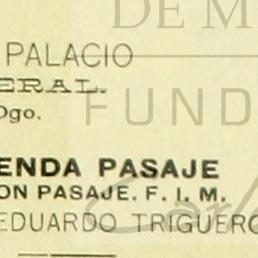 DE M
PALACIO
ERAL.
FUND
Dgo.
ENDA PASAJE
ON PASAJE. F. I. M.
EDUARDO TRIGUERO